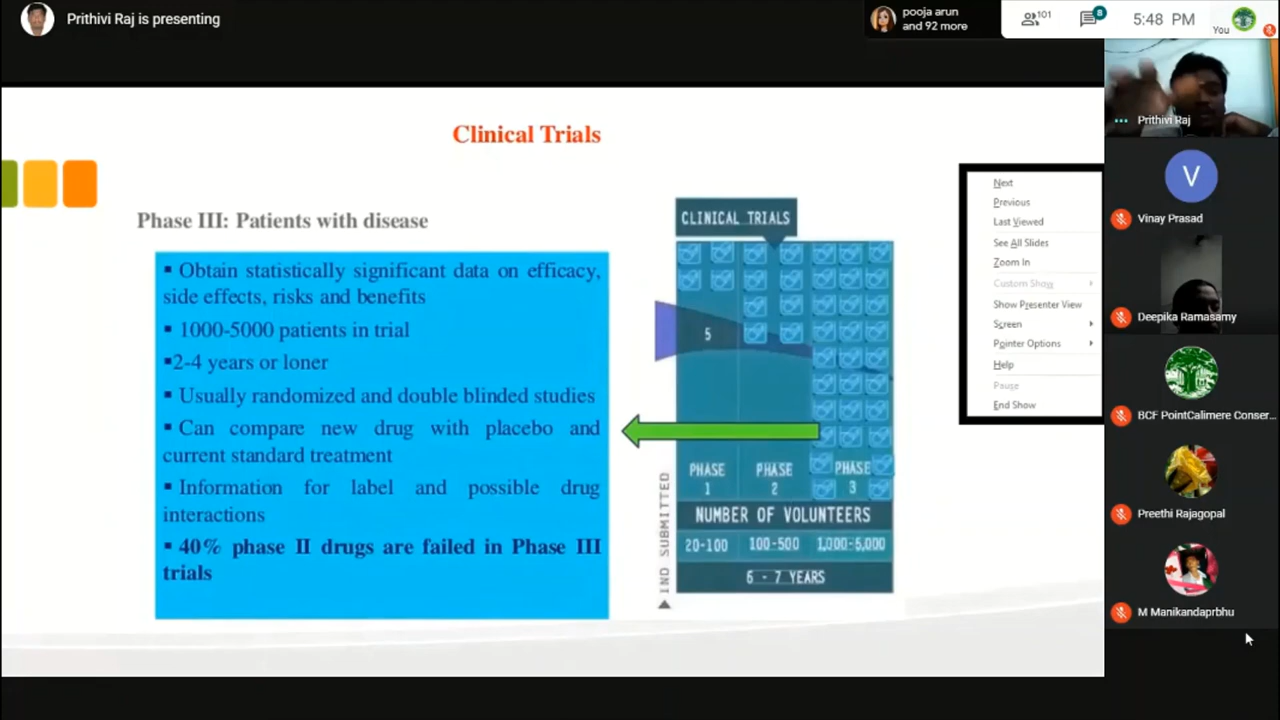 Prithivi Raj is presenting
pooja arun
and 92 more
101
8
5:48 PM
You
Clinical Trials
Phase III: Patients with disease
▪ Obtain statistically significant data on efficacy,
side effects, risks and benefits
▪ 1000-5000 patients in trial
▪2-4 years or loner
▪ Usually randomized and double blinded studies
▪ Can compare new drug with placebo and
current standard treatment
▪ Information for label and possible drug
interactions
▪ 40% phase II drugs are failed in Phase III
trials
CLINICAL TRIALS
5
PHASE
1
PHASE
2
PHASE
3
NUMBER OF VOLUNTEERS
20-100
100-500
1,000-5,000
6 - 7 YEARS
IND SUBMITTED
Next
Previous
Last Viewed
See All Slides
Zoom In
Custom Show
Show Presenter View
Screen
Pointer Options
Help
Pause
End Show
Prithivi Raj
V
Vinay Prasad
Deepika Ramasamy
BCF PointCalimere Conser...
Preethi Rajagopal
M Manikandaprbhu